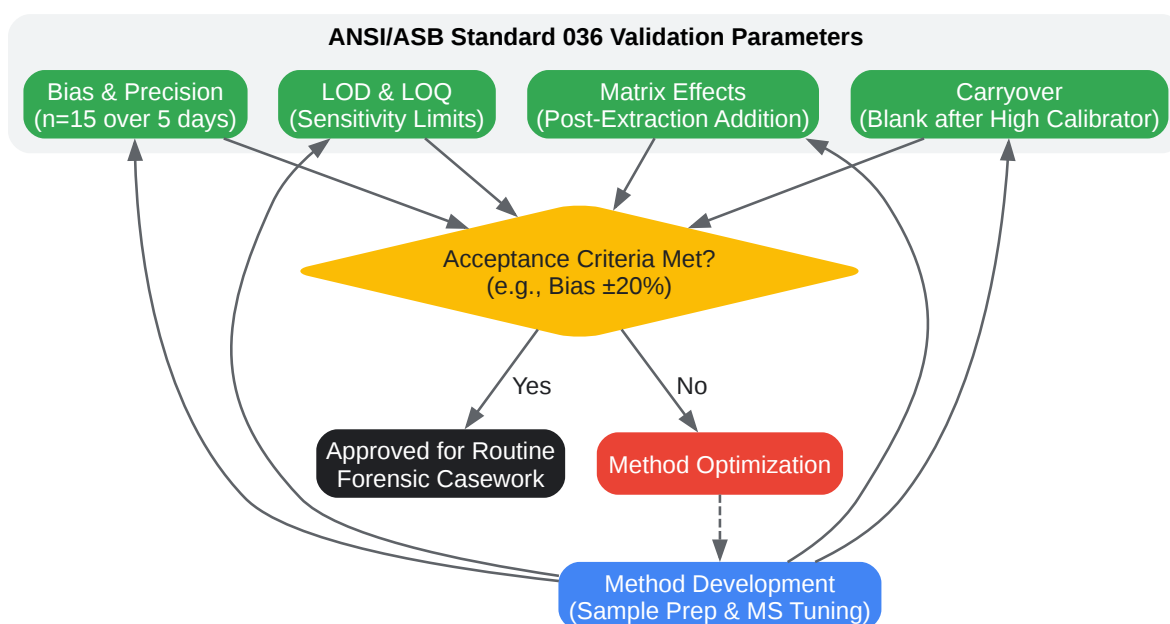 ANSI/ASB Standard 036 Validation Parameters
Bias & Precision
(n=15 over 5 days)
LOD & LOQ
(Sensitivity Limits)
Matrix Effects
(Post-Extraction Addition)
Carryover
(Blank after High Calibrator)
Acceptance Criteria Met?
(e.g., Bias ±20%)
Yes
No
Approved for Routine
Forensic Casework
Method Optimization
Method Development
(Sample Prep & MS Tuning)